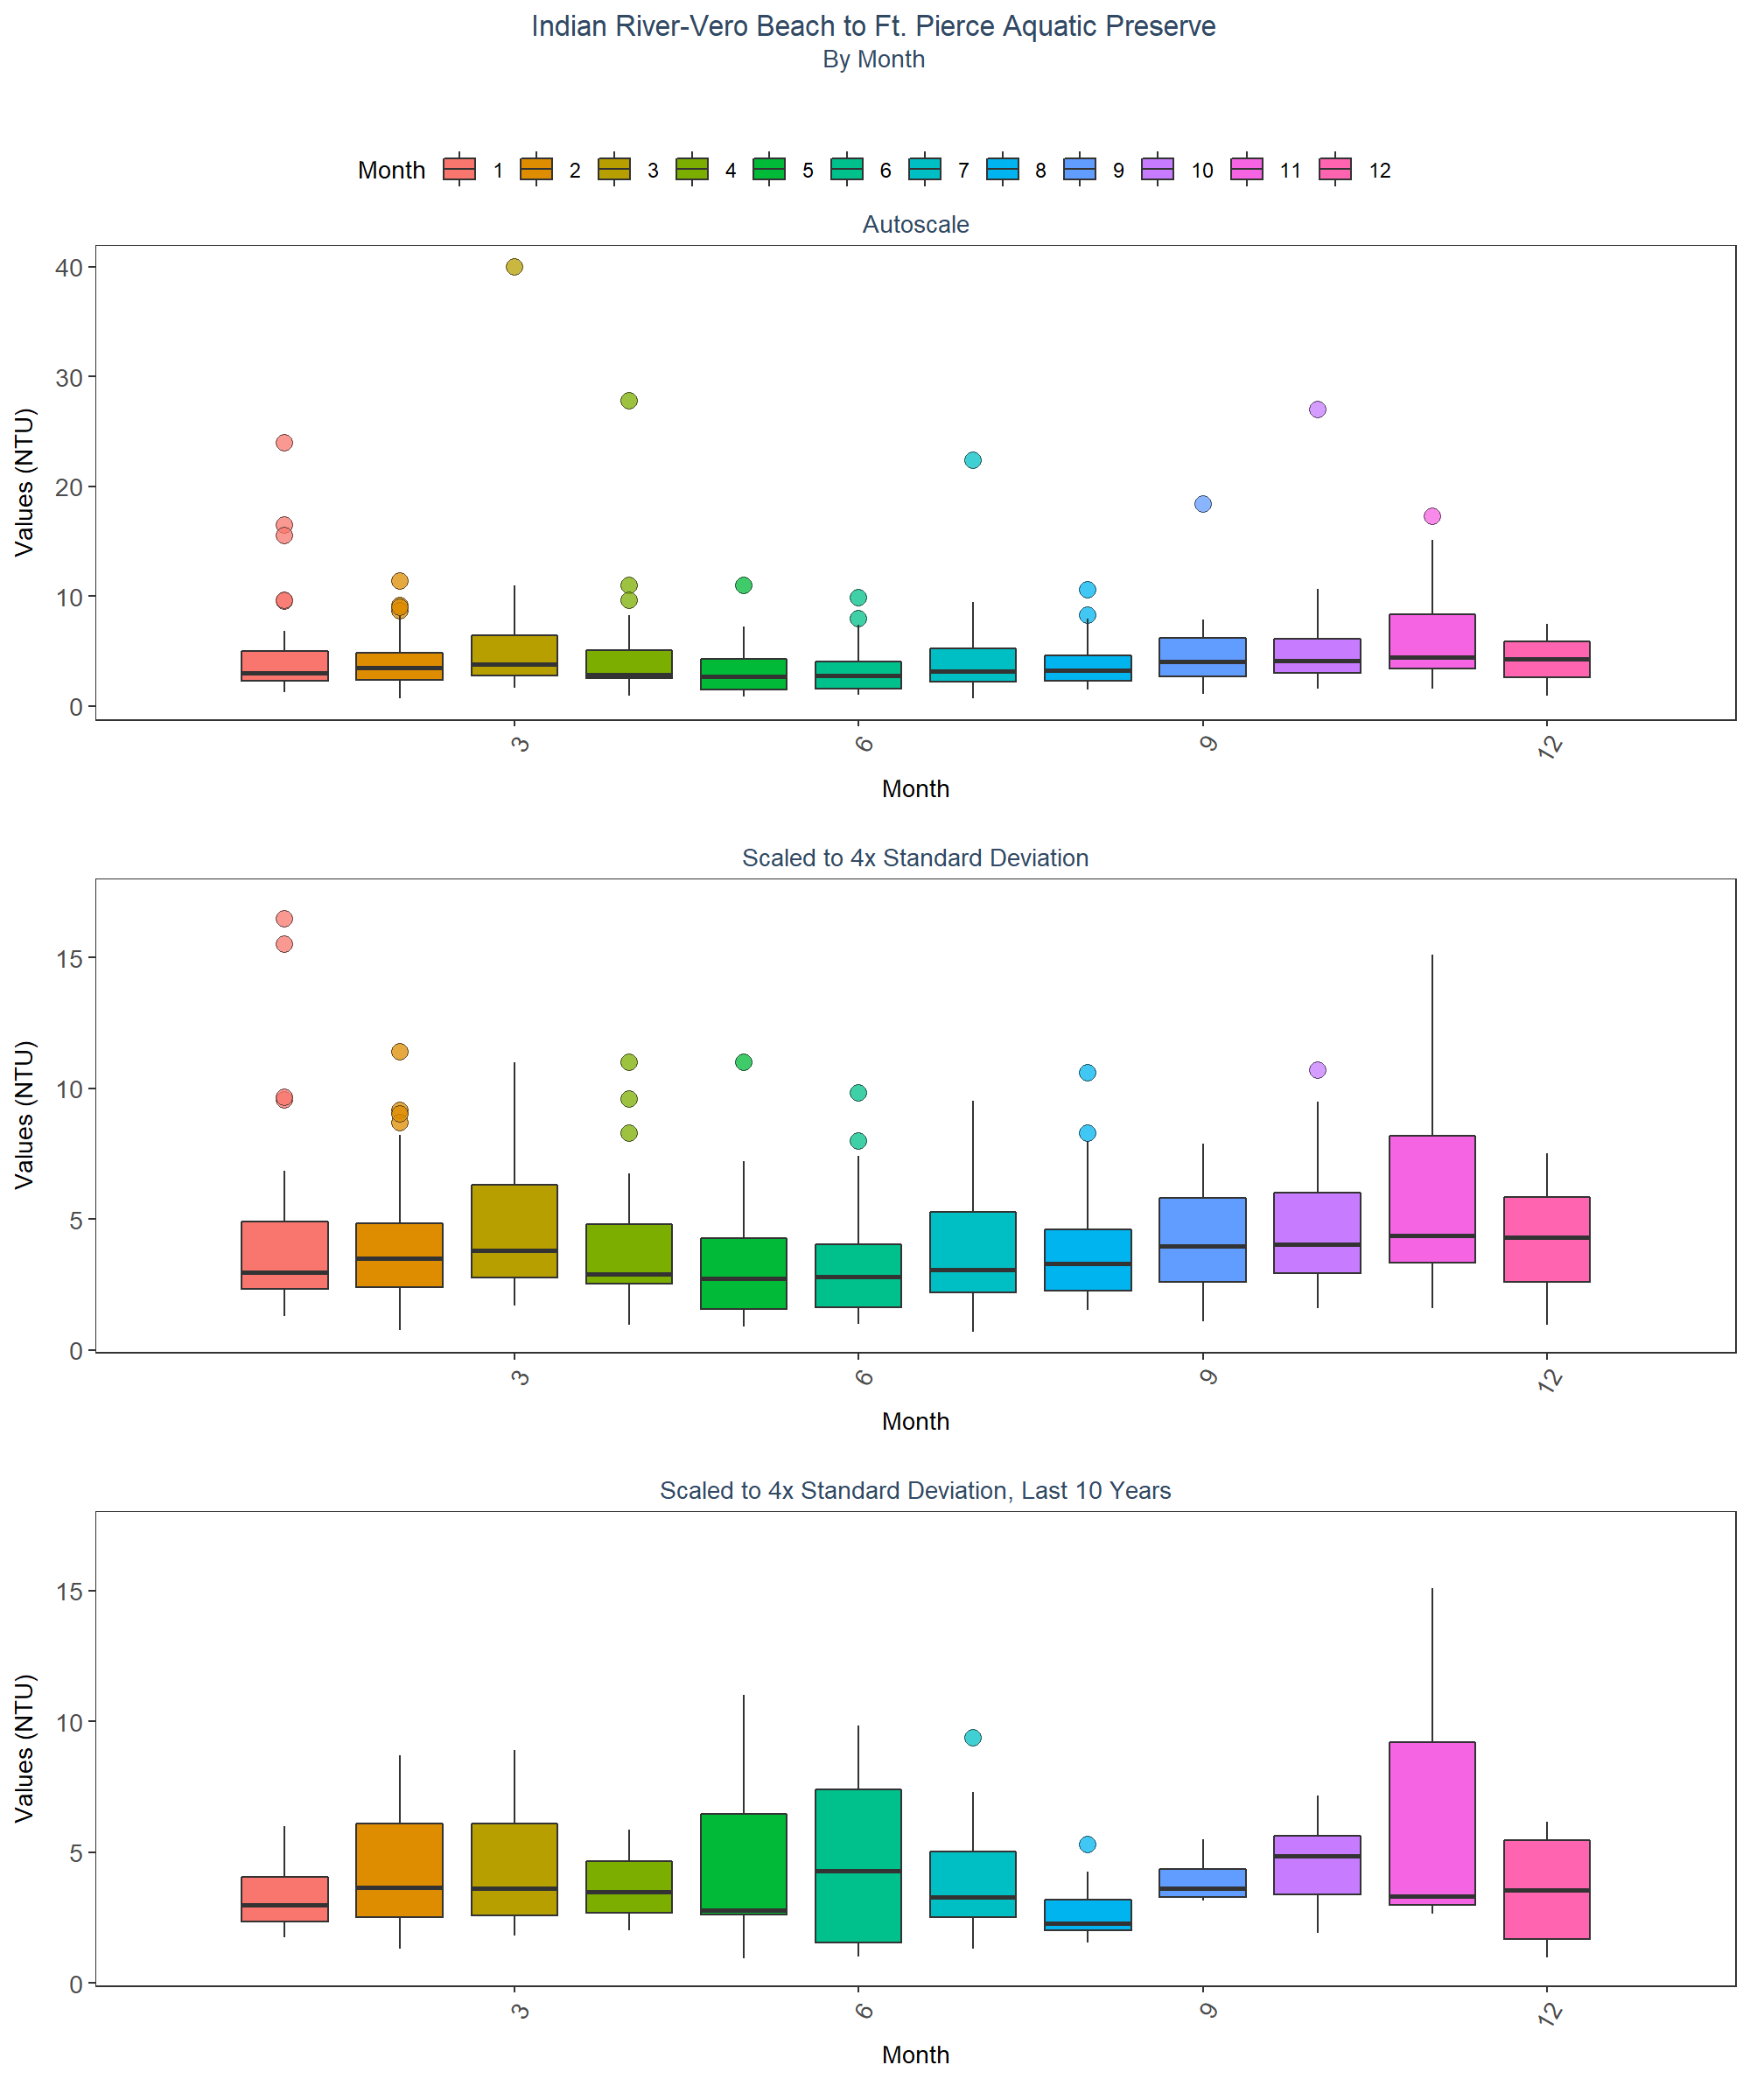 Indian River-Vero Beach to Ft. Pierce Aquatic Preserve
By Month
Month 1 2 3 4 5 6 7 8 9 10 11 12
Autoscale
Values (NTU)
40
30
20
10
0
3 6 9 12
Month
Scaled to 4x Standard Deviation
Values (NTU)
15
10
5
0
3 6 9 12
Month
Scaled to 4x Standard Deviation, Last 10 Years
Values (NTU)
15
10
5
0
3 6 9 12
Month